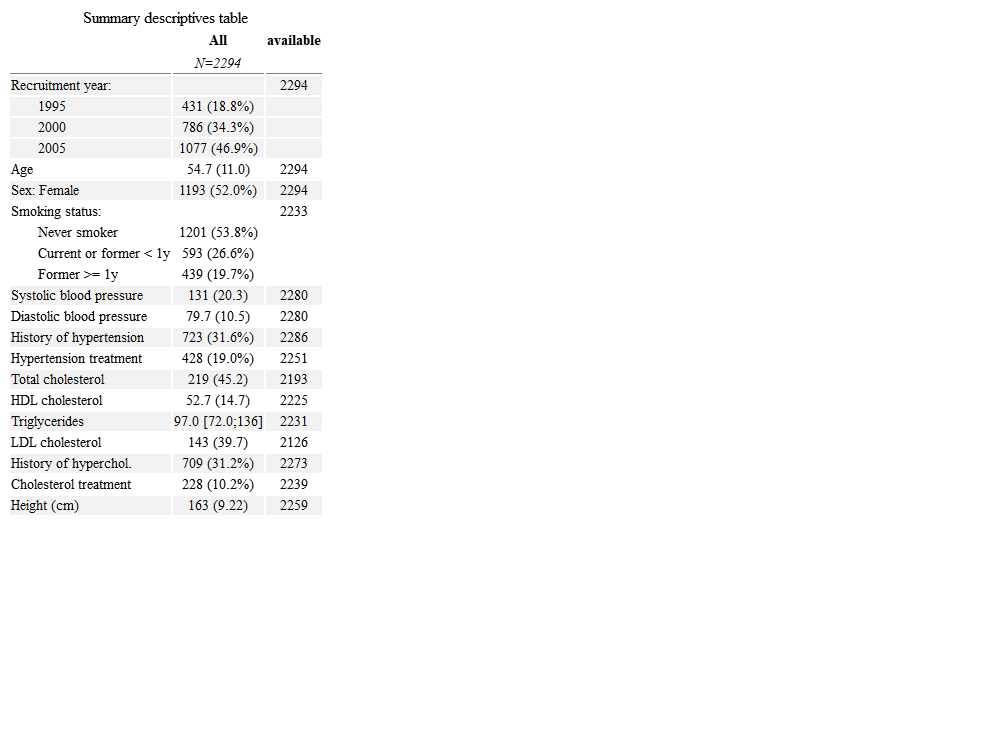 Summary descriptives table
All available
N=2294
Recruitment year: 2294
1995 431 (18.8%)
2000 786 (34.3%)
2005 1077 (46.9%)
Age 54.7 (11.0) 2294
Sex: Female 1193 (52.0%) 2294
Smoking status: 2233
Never smoker 1201 (53.8%)
Current or former < 1y 593 (26.6%)
Former >= 1y 439 (19.7%)
Systolic blood pressure 131 (20.3) 2280
Diastolic blood pressure 79.7 (10.5) 2280
History of hypertension 723 (31.6%) 2286
Hypertension treatment 428 (19.0%) 2251
Total cholesterol 219 (45.2) 2193
HDL cholesterol 52.7 (14.7) 2225
Triglycerides 97.0 [72.0;136] 2231
LDL cholesterol 143 (39.7) 2126
History of hyperchol. 709 (31.2%) 2273
Cholesterol treatment 228 (10.2%) 2239
Height (cm) 163 (9.22) 2259